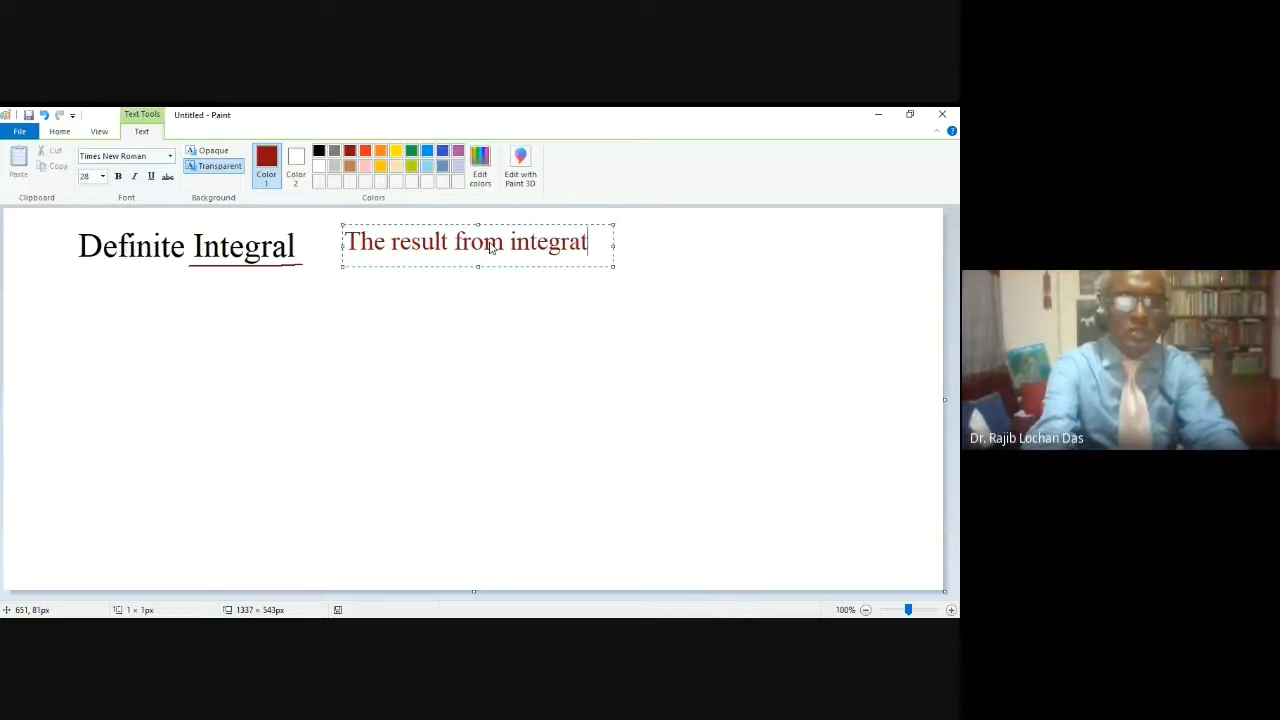 Text Tools
Untitled - Paint
File
Home
View
Text
Paste
Cut
Copy
Clipboard
Times New Roman
28
B I U abc
Font
Opaque
Transparent
Background
Color 1
Color 2
Edit colors
Edit with Paint 3D
Colors
Definite Integral
The result from integrat
Dr. Rajib Lochan Das
651, 81px
1 × 1px
1337 × 543px
100%